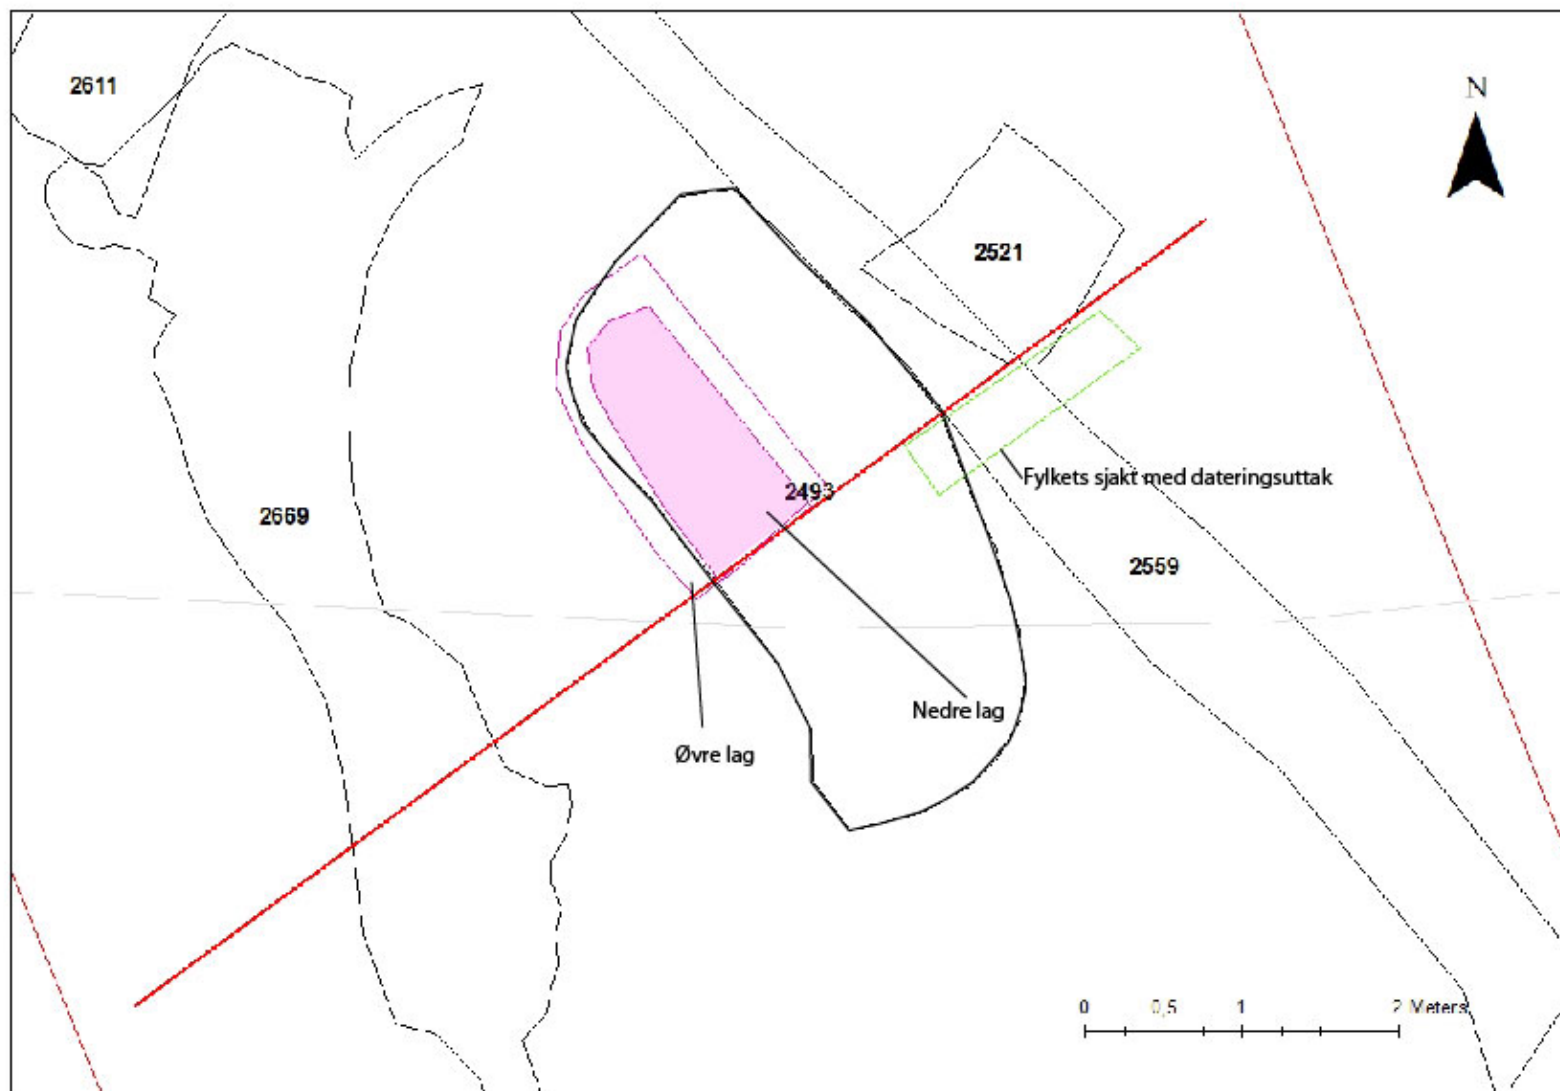 2611
N
2521
Fylkets sjakt med dateringsuttak
2493
2669
2559
Nedre lag
Øvre lag
0 0,5 1 2 Meters